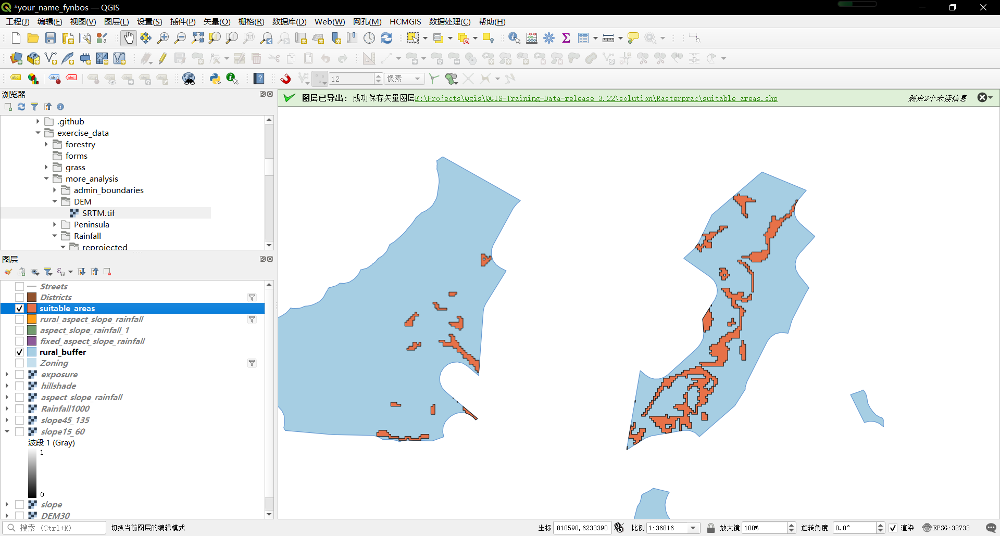 *your_name_fynbos — QGIS
工程(J) 编辑(E) 视图(V) 图层(L) 设置(S) 插件(P) 矢量(O) 栅格(R) 数据库(D) Web(W) 网孔(M) HCMGIS 数据处理(C) 帮助(H)
12 像素
浏览器
图层已导出：成功保存矢量图层E:\Projects\Qgis\QGIS-Training-Data-release_3.22\solution\Rasterprac\suitable_areas.shp 剩余2个未读信息
.github
exercise_data
forestry
forms
grass
more_analysis
admin_boundaries
DEM
SRTM.tif
Peninsula
Rainfall
reprojected
图层
Streets
Districts
suitable_areas
rural_aspect_slope_rainfall
aspect_slope_rainfall_1
fixed_aspect_slope_rainfall
rural_buffer
Zoning
exposure
hillshade
aspect_slope_rainfall
Rainfall1000
slope45_135
slope15_60
波段 1 (Gray)
1
0
slope
DEM30
搜索 (Ctrl+K) 切换当前图层的编辑模式 坐标 810590,6233390 比例 1:36816 放大镜 100% 旋转角度 0.0° 渲染 EPSG:32733